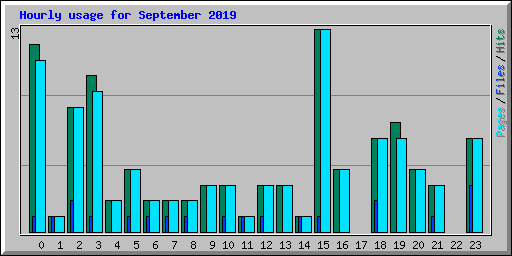 Hourly usage for September 2019
13
Pages / Files / Hits
0 1 2 3 4 5 6 7 8 9 10 11 12 13 14 15 16 17 18 19 20 21 22 23